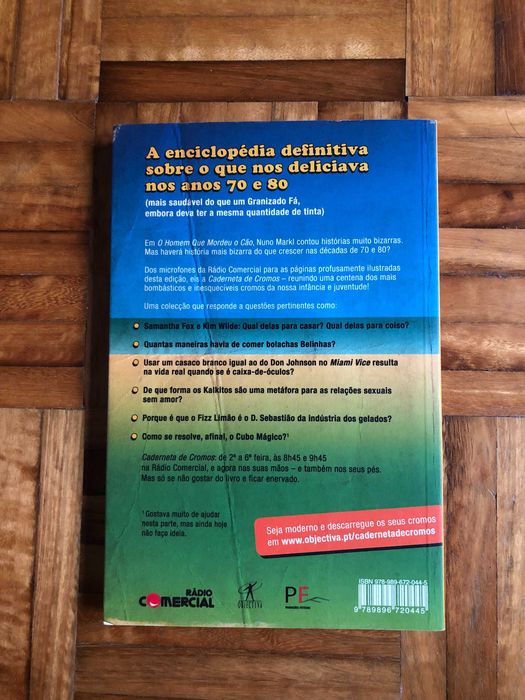 A enciclopédia definitiva
sobre o que nos deliciava
nos anos 70 e 80
(mais saudável do que um Granizado Fá,
embora deva ter a mesma quantidade de tinta)
Em O Homem Que Mordeu o Cão, Nuno Markl contou histórias muito bizarras.
Mas haverá história mais bizarra do que crescer nas décadas de 70 e 80?
Dos microfones da Rádio Comercial para as páginas profusamente ilustradas
desta edição, eis a Caderneta de Cromos – reunindo uma centena dos mais
bombásticos e inesquecíveis cromos da nossa infância e juventude!
Uma colecção que responde a questões pertinentes como:
Samantha Fox e Kim Wilde: Qual delas para casar? Qual delas para coiso?
Quantas maneiras havia de comer bolachas Belinhas?
Usar um casaco branco igual ao do Don Johnson no Miami Vice resulta
na vida real quando se é caixa-de-óculos?
De que forma os Kalkitos são uma metáfora para as relações sexuais
sem amor?
Porque é que o Fizz Limão é o D. Sebastião da indústria dos gelados?
Como se resolve, afinal, o Cubo Mágico?¹
Caderneta de Cromos: de 2ª a 6ª feira, às 8h45 e 9h45
na Rádio Comercial, e agora nas suas mãos – e também nos seus pés.
Mas só se não gostar do livro e ficar enervado.
¹ Gostava muito de ajudar
nesta parte, mas ainda hoje
não faço ideia.
Seja moderno e descarregue os seus cromos
em www.objectiva.pt/cadernetadecromos
ISBN 978-989-672-044-5
9 789896 720445
RÁDIO
COMERCIAL
OBJECTIVA
PF
PRODUÇÕES FICTÍCIAS